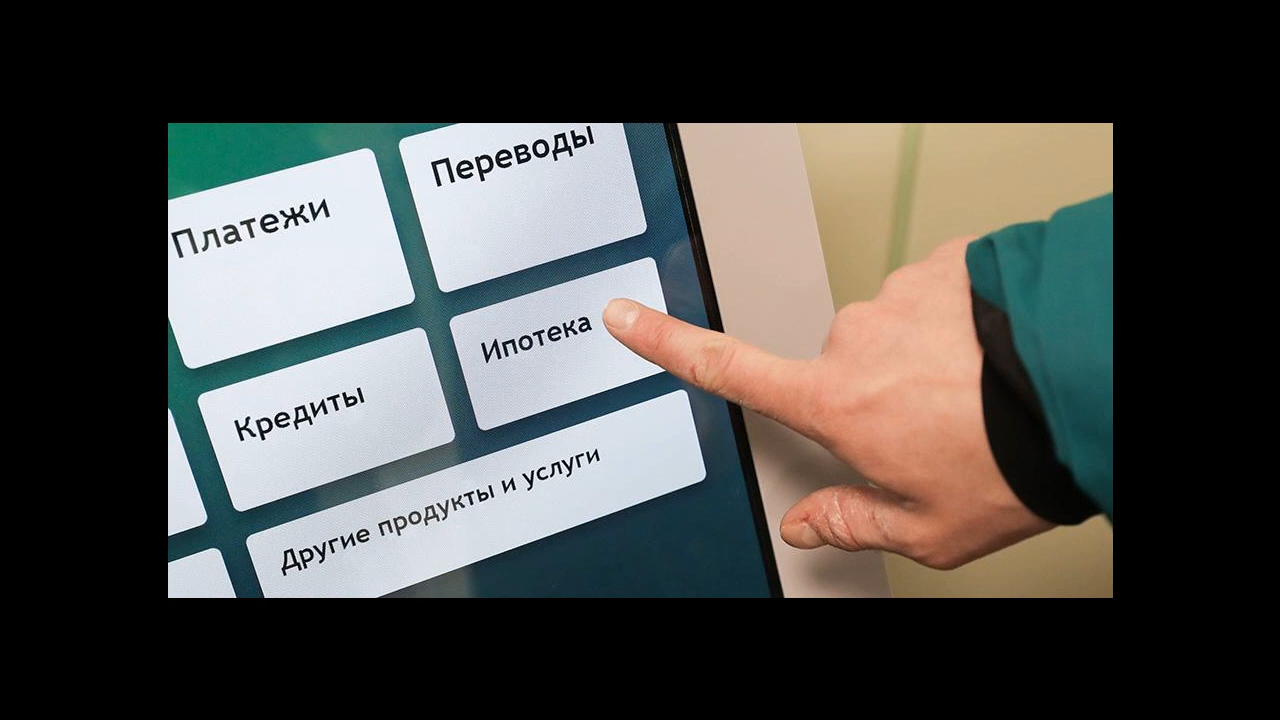 Платежи
Переводы
Кредиты
Ипотека
Другие продукты и услуги